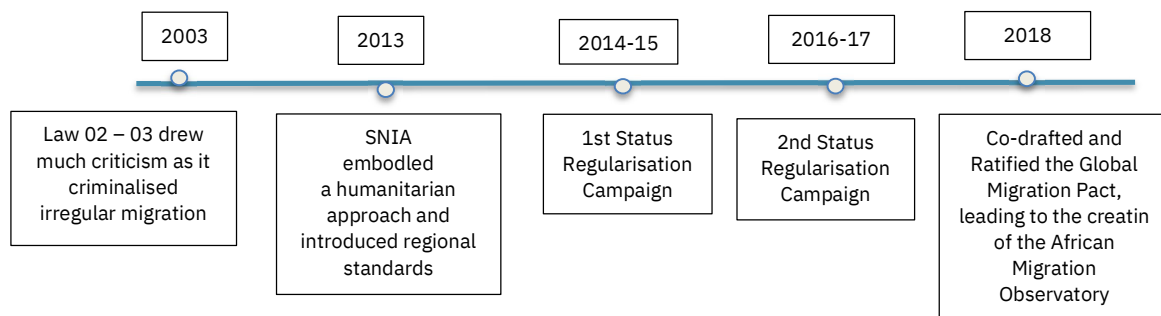 2003
2013
2014-15
2016-17
2018
Law 02 – 03 drew
much criticism as it
criminalised
irregular migration
SNIA
embodled
a humanitarian
approach and
introduced regional
standards
1st Status
Regularisation
Campaign
2nd Status
Regularisation
Campaign
Co-drafted and
Ratified the Global
Migration Pact,
leading to the creatin
of the African
Migration
Observatory